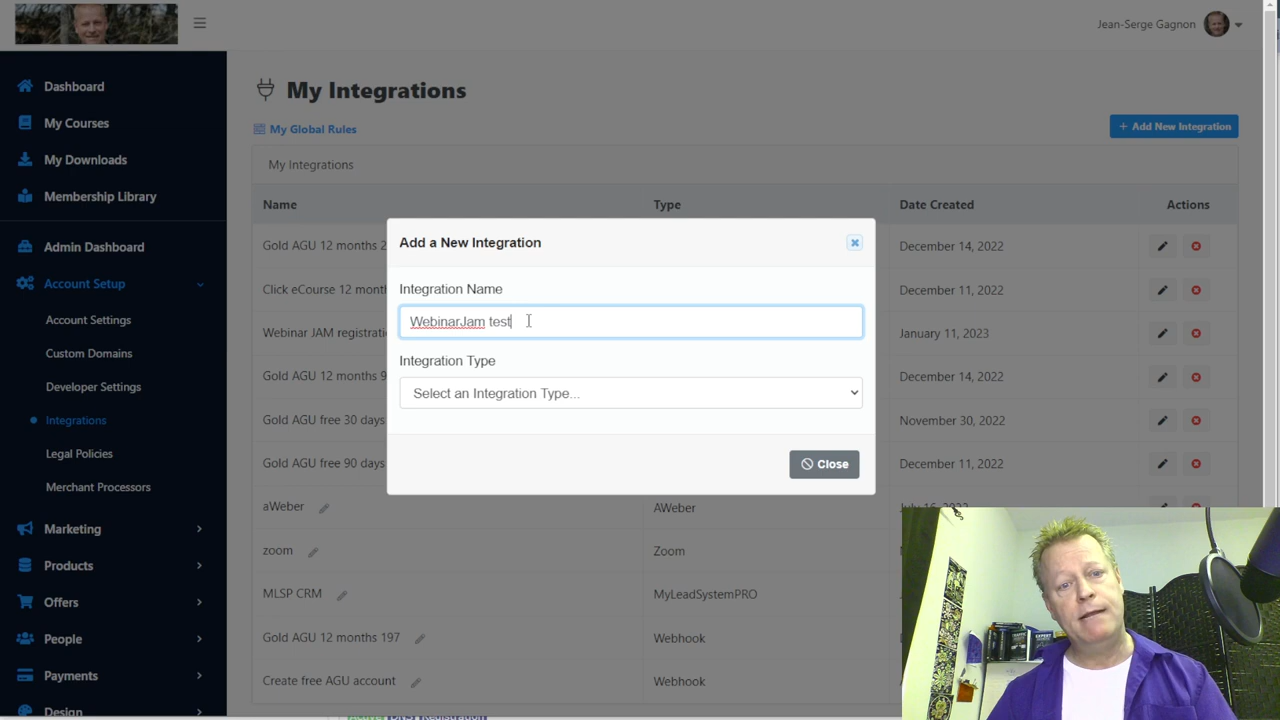 Jean-Serge Gagnon
Dashboard
My Courses
My Downloads
Membership Library
Admin Dashboard
Account Setup
Account Settings
Custom Domains
Developer Settings
Integrations
Legal Policies
Merchant Processors
Marketing
Products
Offers
People
Payments
Design
My Integrations
My Global Rules
+ Add New Integration
My Integrations
Name Type Date Created Actions
Gold AGU 12 months 2 December 14, 2022
Click eCourse 12 mont December 11, 2022
Webinar JAM registrati January 11, 2023
Gold AGU 12 months 9 December 14, 2022
Gold AGU free 30 days November 30, 2022
Gold AGU free 90 days December 11, 2022
aWeber AWeber
zoom Zoom
MLSP CRM MyLeadSystemPRO
Gold AGU 12 months 197 Webhook
Create free AGU account Webhook
Add a New Integration
Integration Name
WebinarJam test
Integration Type
Select an Integration Type...
Close